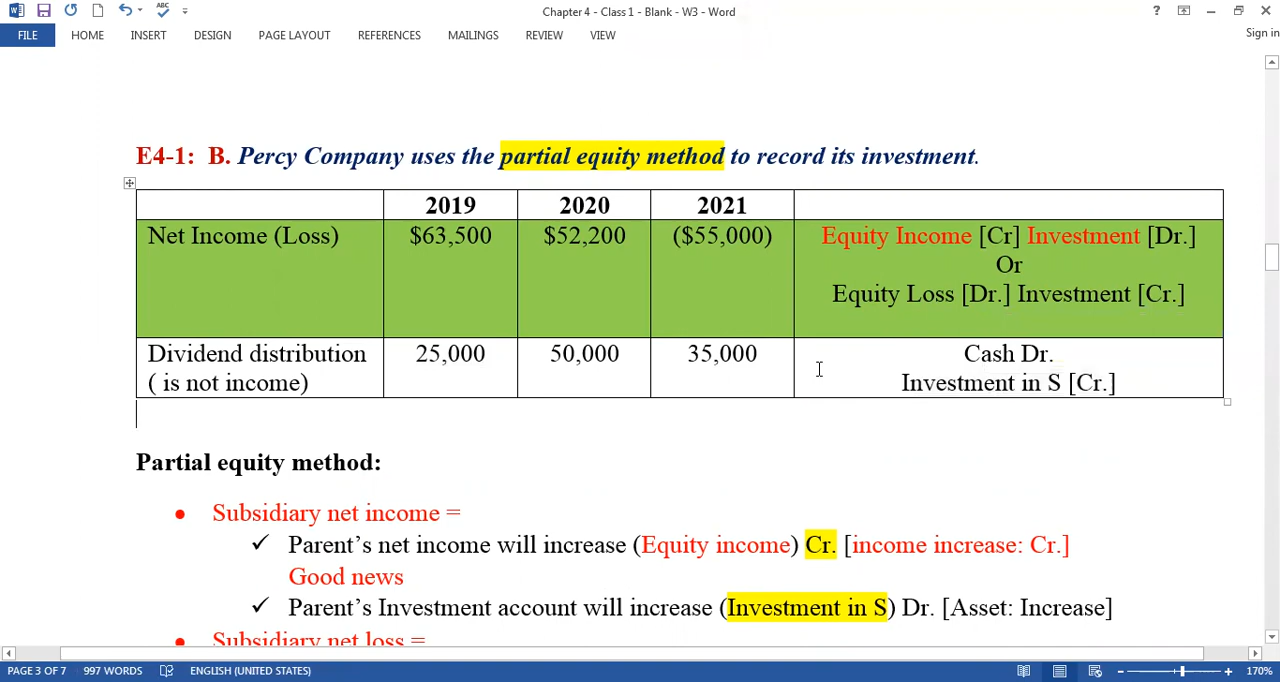 Chapter 4 - Class 1 - Blank - W3 - Word
Sign in
FILE HOME INSERT DESIGN PAGE LAYOUT REFERENCES MAILINGS REVIEW VIEW
E4-1: B. Percy Company uses the partial equity method to record its investment.
2019 2020 2021
Net Income (Loss) $63,500 $52,200 ($55,000) Equity Income [Cr] Investment [Dr.]
Or
Equity Loss [Dr.] Investment [Cr.]
Dividend distribution 25,000 50,000 35,000 Cash Dr.
( is not income) Investment in S [Cr.]
Partial equity method:
• Subsidiary net income =
✓ Parent’s net income will increase (Equity income) Cr. [income increase: Cr.]
Good news
✓ Parent’s Investment account will increase (Investment in S) Dr. [Asset: Increase]
• Subsidiary net loss =
PAGE 3 OF 7 997 WORDS ENGLISH (UNITED STATES) 170%